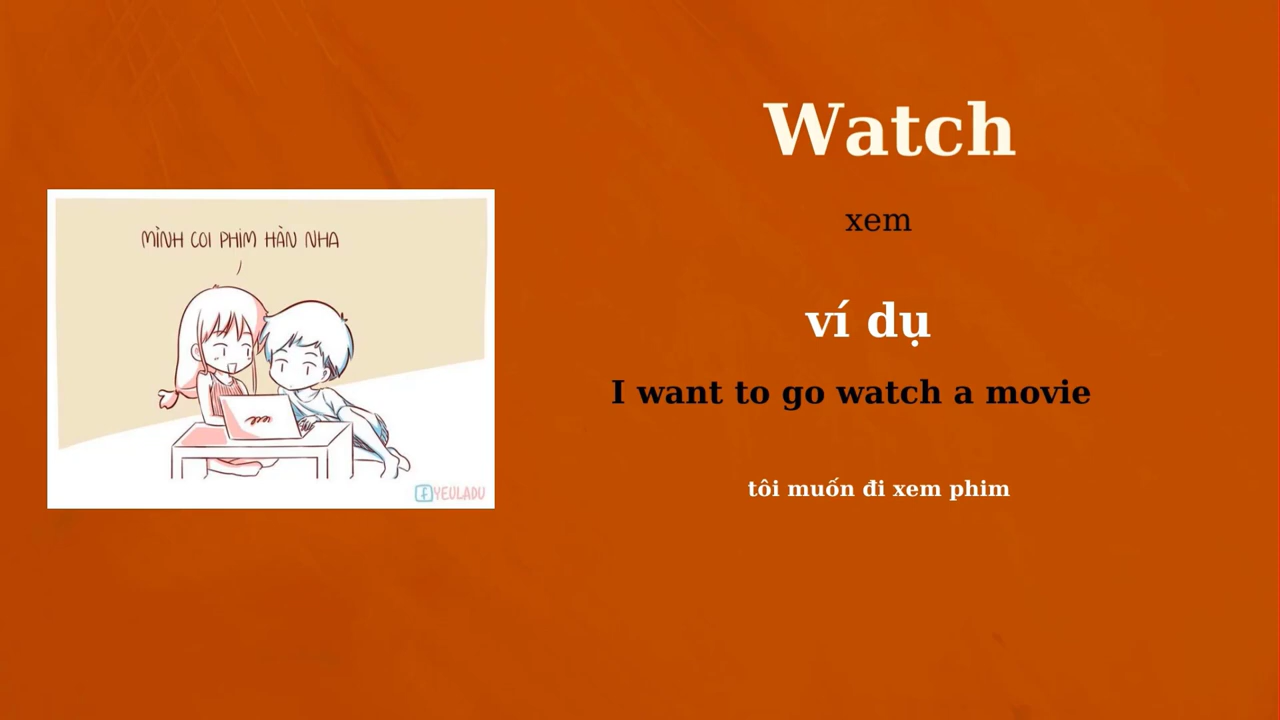 Watch
xem
ví dụ
I want to go watch a movie
tôi muốn đi xem phim
MÌNH COI PHIM HÀN NHA
f YEULADU